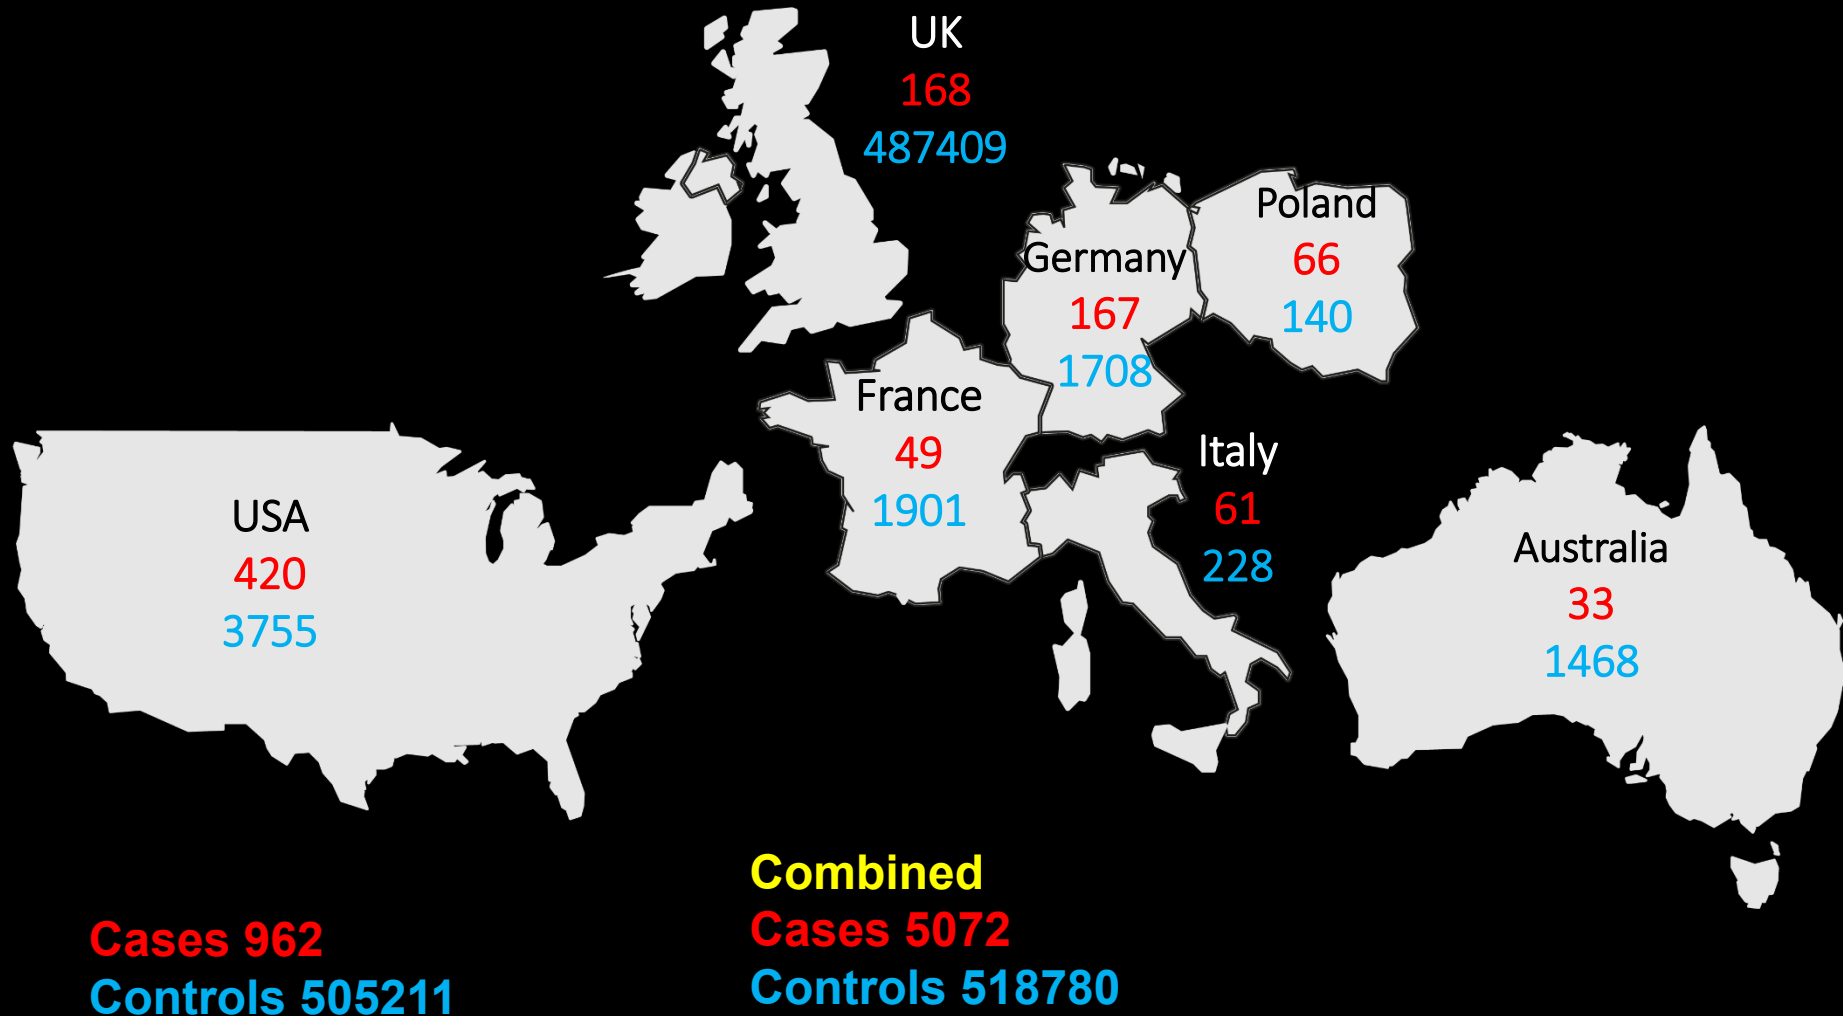 UK
168
487409
Poland
66
140
Germany
167
1708
France
49
1901
Italy
61
228
USA
420
3755
Australia
33
1468
Combined
Cases 5072
Controls 518780
Cases 962
Controls 505211